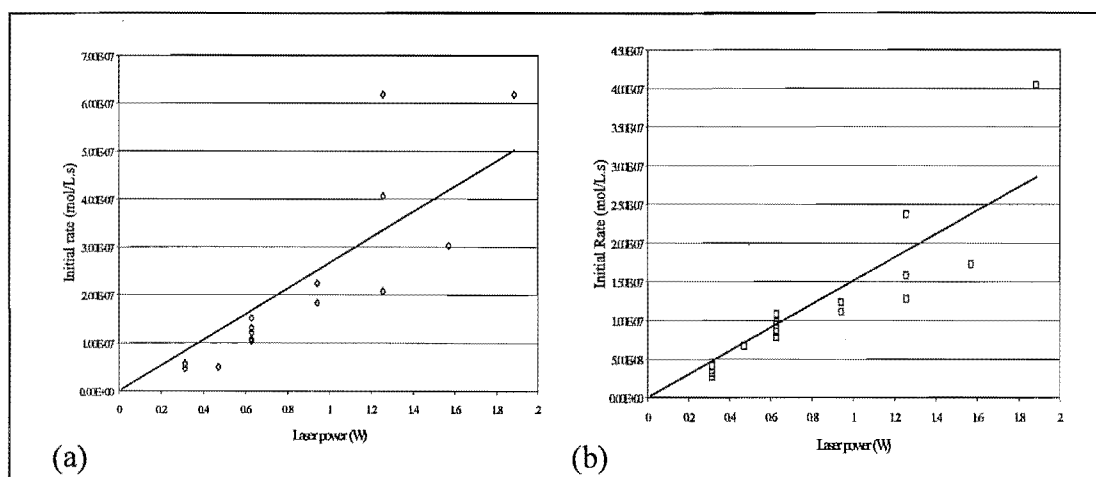 7.00E-07
6.00E-07
5.00E-07
4.00E-07
3.00E-07
2.00E-07
1.00E-07
0.00E+00
Initial rate (mol/L.s)
0 0.2 0.4 0.6 0.8 1 1.2 1.4 1.6 1.8 2
Laser power (W)
(a)
4.50E-07
4.00E-07
3.50E-07
3.00E-07
2.50E-07
2.00E-07
1.50E-07
1.00E-07
5.00E-08
0.00E+00
Initial Rate (mol/L.s)
0 0.2 0.4 0.6 0.8 1 1.2 1.4 1.6 1.8 2
Laser power (W)
(b)